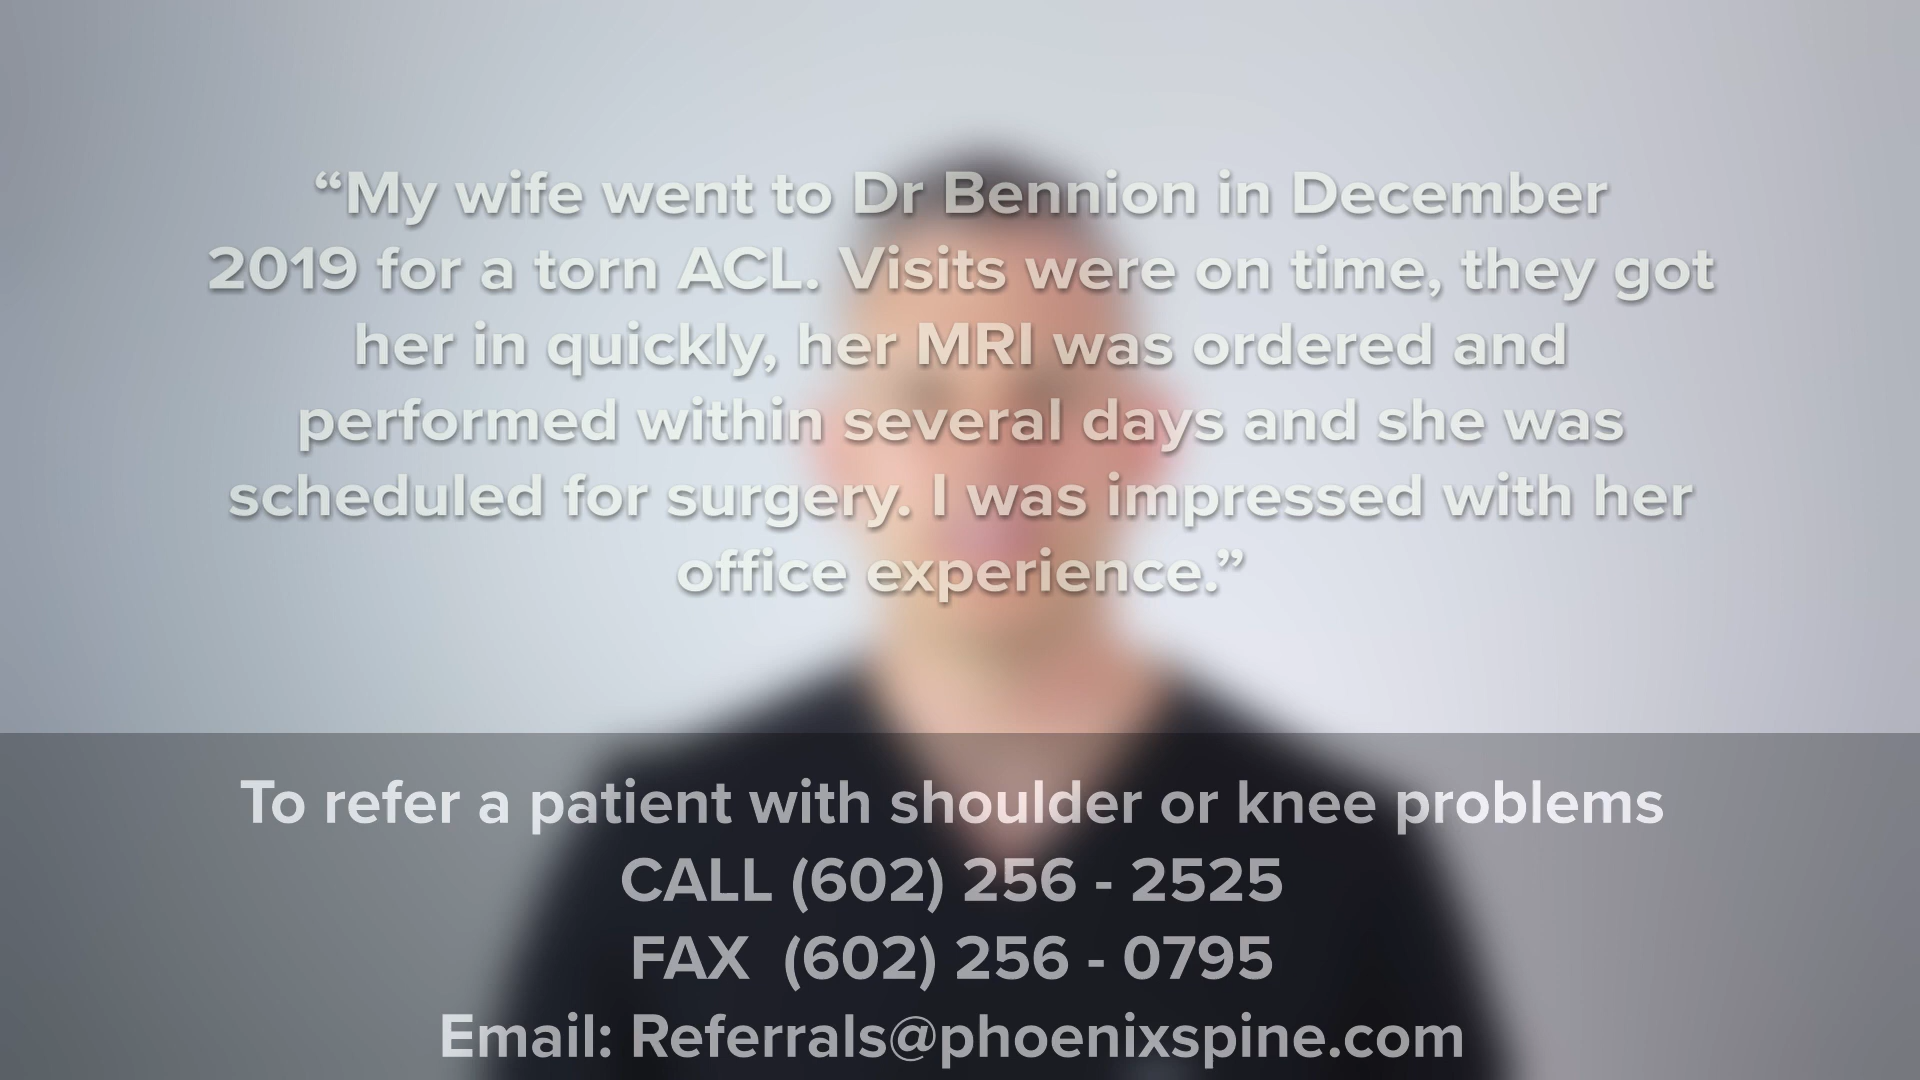 “My wife went to Dr Bennion in December
2019 for a torn ACL. Visits were on time, they got
her in quickly, her MRI was ordered and
performed within several days and she was
scheduled for surgery. I was impressed with her
office experience.”
To refer a patient with shoulder or knee problems
CALL (602) 256 - 2525
FAX (602) 256 - 0795
Email: Referrals@phoenixspine.com